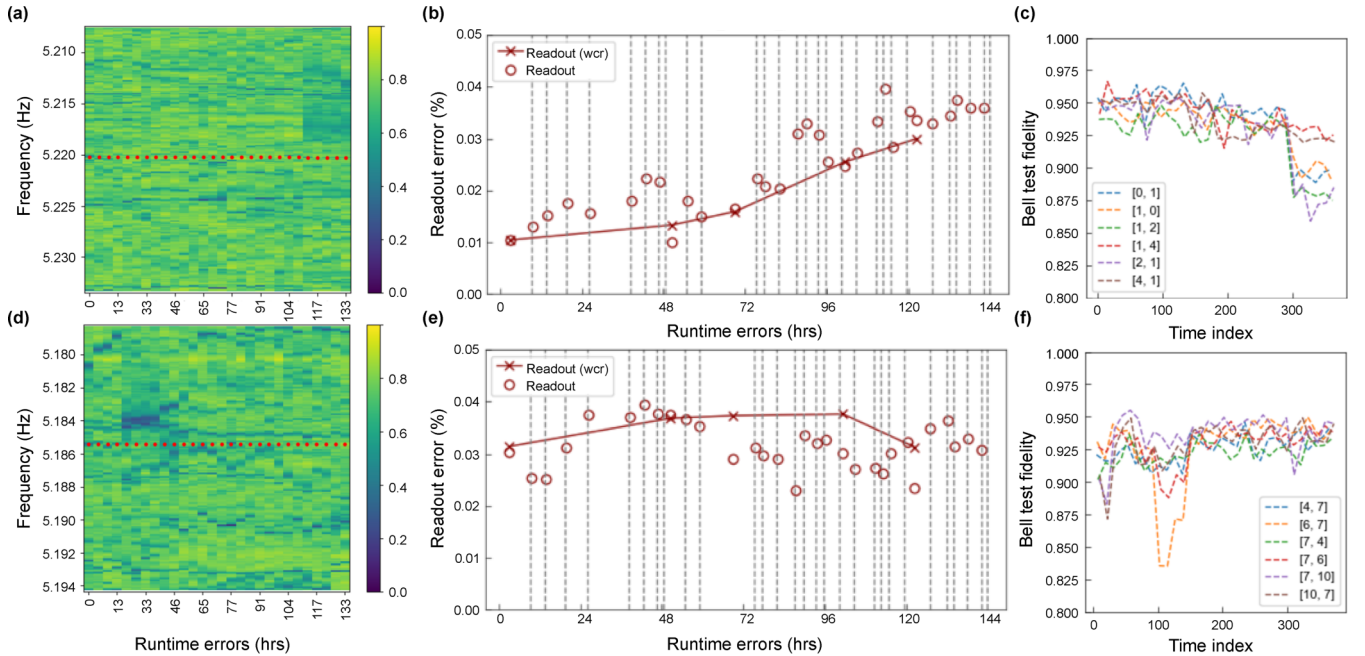 (a)
5.210
5.215
5.220
5.225
5.230
Frequency (Hz)
0 13 33 46 65 77 91 104 117 133
0.8
0.6
0.4
0.2
0.0
(b)
0.05
0.04
0.03
0.02
0.01
0.00
Readout erreor (%)
Readout (wcr)
Readout
0 24 48 72 96 120 144
Runtime errors (hrs)
(c)
1.000
0.975
0.950
0.925
0.900
0.875
0.850
0.825
0.800
Bell test fidelity
[0, 1]
[1, 0]
[1, 2]
[1, 4]
[2, 1]
[4, 1]
0 100 200 300
Time index
(d)
5.180
5.182
5.184
5.186
5.188
5.190
5.192
5.194
Frequency (Hz)
0 13 33 46 65 77 91 104 117 133
Runtime errors (hrs)
0.8
0.6
0.4
0.2
0.0
(e)
0.05
0.04
0.03
0.02
0.01
0.00
Readout error (%)
Readout (wcr)
Readout
0 24 48 72 96 120 144
Runtime errors (hrs)
(f)
1.000
0.975
0.950
0.925
0.900
0.875
0.850
0.825
0.800
Bell test fidelity
[4, 7]
[6, 7]
[7, 4]
[7, 6]
[7, 10]
[10, 7]
0 100 200 300
Time index